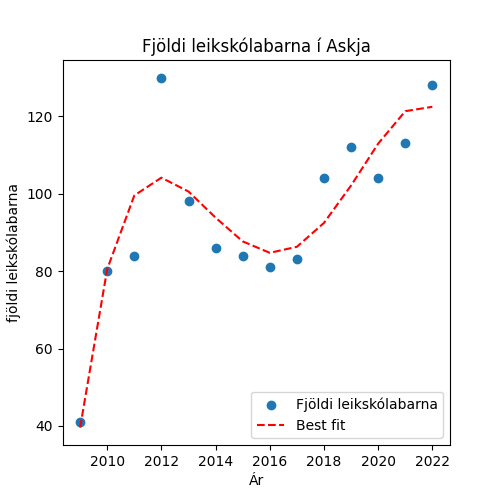 Fjöldi leikskólabarna í Askja
fjöldi leikskólabarna
120
100
80
60
40
Fjöldi leikskólabarna
Best fit
2010 2012 2014 2016 2018 2020 2022
Ár